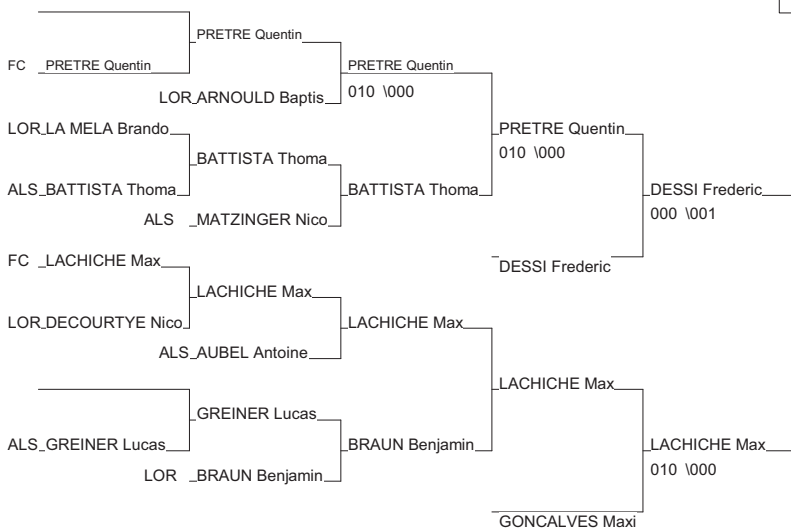 PRETRE Quentin
FC PRETRE Quentin PRETRE Quentin
LOR ARNOULD Baptis 010 \000
LOR LA MELA Brando PRETRE Quentin
BATTISTA Thoma 010 \000
ALS BATTISTA Thoma BATTISTA Thoma DESSI Frederic
ALS MATZINGER Nico 000 \001
FC LACHICHE Max DESSI Frederic
LACHICHE Max
LOR DECOURTYE Nico LACHICHE Max
ALS AUBEL Antoine
LACHICHE Max
GREINER Lucas
ALS GREINER Lucas BRAUN Benjamin LACHICHE Max
LOR BRAUN Benjamin 010 \000
GONCALVES Maxi